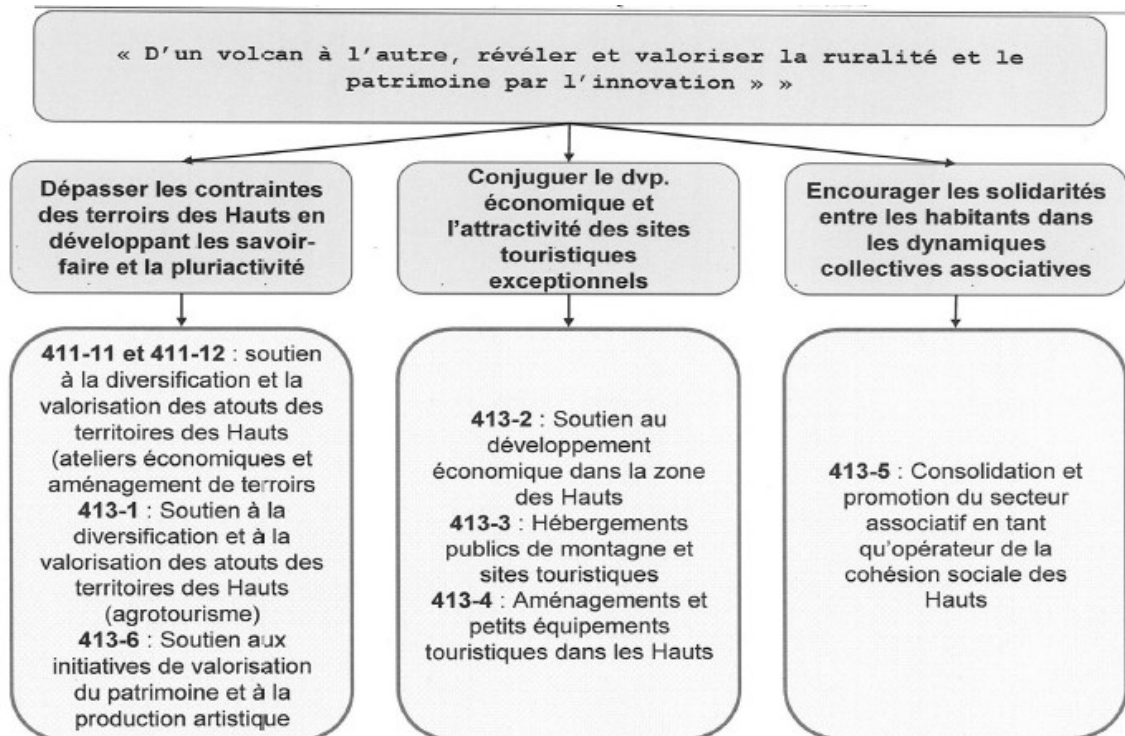 « D'un volcan à l'autre, révéler et valoriser la ruralité et le
patrimoine par l'innovation » »
Dépasser les contraintes
des terroirs des Hauts en
développant les savoir-
faire et la pluriactivité
Conjuguer le dvp.
économique et
l'attractivité des sites
touristiques
exceptionnels
Encourager les solidarités
entre les habitants dans
les dynamiques
collectives associatives
411-11 et 411-12 : soutien
à la diversification et la
valorisation des atouts des
territoires des Hauts
(ateliers économiques et
aménagement de terroirs
413-1 : Soutien à la
diversification et à la
valorisation des atouts des
territoires des Hauts
(agrotourisme)
413-6 : Soutien aux
initiatives de valorisation
du patrimoine et à la
production artistique
413-2 : Soutien au
développement
économique dans la zone
des Hauts
413-3 : Hébergements
publics de montagne et
sites touristiques
413-4 : Aménagements et
petits équipements
touristiques dans les Hauts
413-5 : Consolidation et
promotion du secteur
associatif en tant
qu'opérateur de la
cohésion sociale des
Hauts